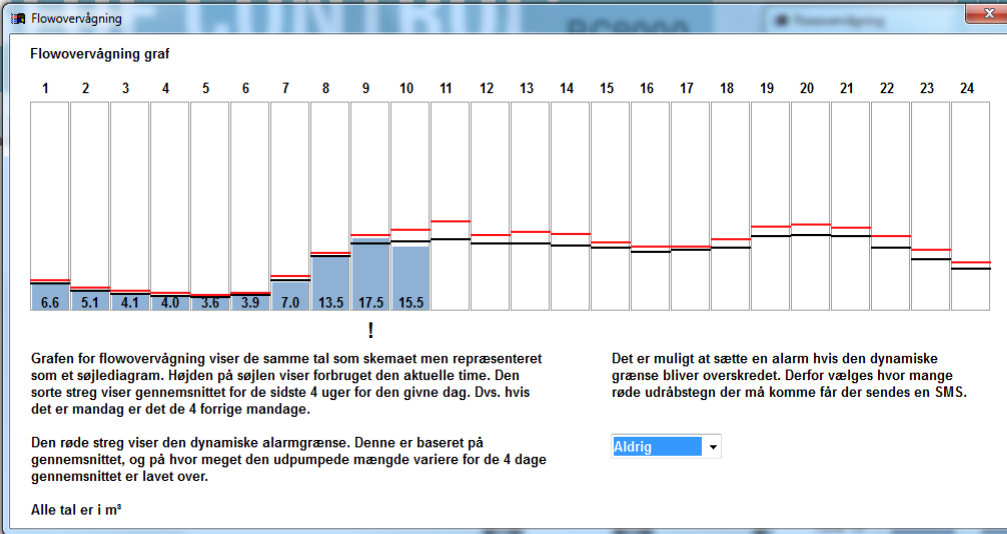 Flowovervågning
Flowovervågning graf
1 2 3 4 5 6 7 8 9 10 11 12 13 14 15 16 17 18 19 20 21 22 23 24
6.6 5.1 4.1 4.0 3.6 3.9 7.0 13.5 17.5 15.5
!
Grafen for flowovervågning viser de samme tal som skemaet men repræsenteret
som et søjlediagram. Højden på søjlen viser forbruget den aktuelle time. Den
sorte streg viser gennemsnittet for de sidste 4 uger for den givne dag. Dvs. hvis
det er mandag er det de 4 forrige mandage.
Den røde streg viser den dynamiske alarmgrænse. Denne er baseret på
gennemsnittet, og på hvor meget den udpumpede mængde variere for de 4 dage
gennemsnittet er lavet over.
Alle tal er i m³
Det er muligt at sætte en alarm hvis den dynamiske
grænse bliver overskredet. Derfor vælges hvor mange
røde udråbstegn der må komme får der sendes en SMS.
Aldrig